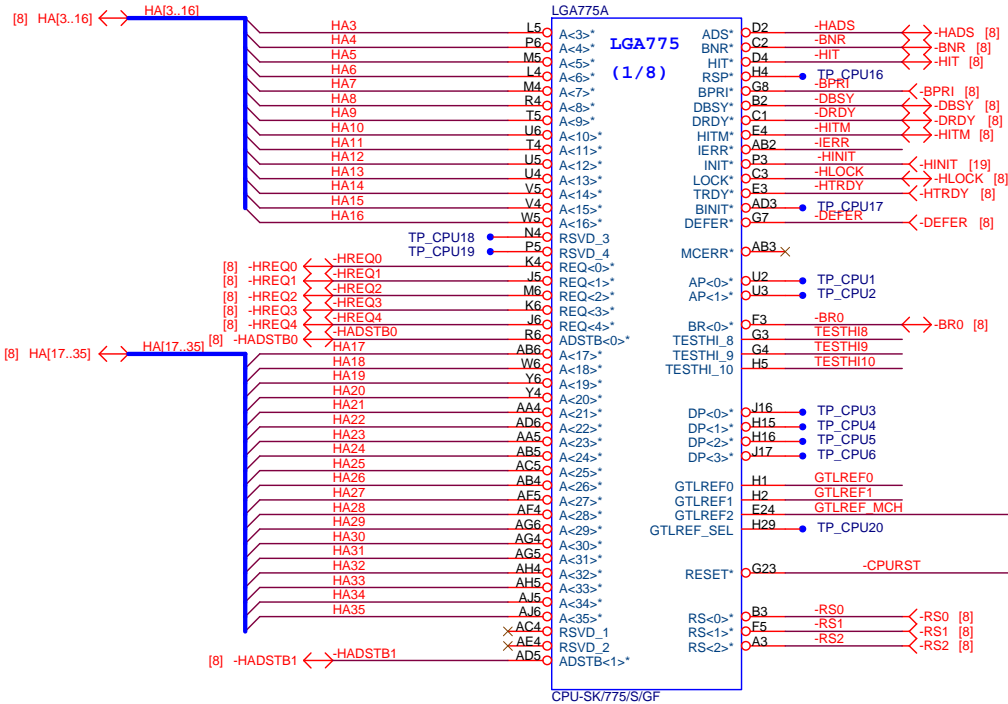 LGA775A
LGA775
(1/8)
[8] HA[3..16] HA[3..16]
HA3 L5 A<3>*
HA4 P6 A<4>*
HA5 M5 A<5>*
HA6 L4 A<6>*
HA7 M4 A<7>*
HA8 R4 A<8>*
HA9 T5 A<9>*
HA10 U6 A<10>*
HA11 T4 A<11>*
HA12 U5 A<12>*
HA13 U4 A<13>*
HA14 V5 A<14>*
HA15 V4 A<15>*
HA16 W5 A<16>*
TP_CPU18 N4 RSVD_3
TP_CPU19 P5 RSVD_4
[8] -HREQ0 -HREQ0 K4 REQ<0>*
[8] -HREQ1 -HREQ1 J5 REQ<1>*
[8] -HREQ2 -HREQ2 M6 REQ<2>*
[8] -HREQ3 -HREQ3 K6 REQ<3>*
[8] -HREQ4 -HREQ4 J6 REQ<4>*
[8] -HADSTB0 -HADSTB0 R6 ADSTB<0>*
[8] HA[17..35] HA[17..35]
HA17 AB6 A<17>*
HA18 W6 A<18>*
HA19 Y6 A<19>*
HA20 Y4 A<20>*
HA21 AA4 A<21>*
HA22 AD6 A<22>*
HA23 AA5 A<23>*
HA24 AB5 A<24>*
HA25 AC5 A<25>*
HA26 AB4 A<26>*
HA27 AF5 A<27>*
HA28 AF4 A<28>*
HA29 AG6 A<29>*
HA30 AG4 A<30>*
HA31 AG5 A<31>*
HA32 AH4 A<32>*
HA33 AH5 A<33>*
HA34 AJ5 A<34>*
HA35 AJ6 A<35>*
AC4 RSVD_1
AE4 RSVD_2
[8] -HADSTB1 -HADSTB1 AD5 ADSTB<1>*
ADS* D2 -HADS -HADS [8]
BNR* C2 -BNR -BNR [8]
HIT* D4 -HIT -HIT [8]
RSP* H4 TP_CPU16
BPRI* G8 -BPRI -BPRI [8]
DBSY* B2 -DBSY -DBSY [8]
DRDY* C1 -DRDY -DRDY [8]
HITM* E4 -HITM -HITM [8]
IERR* AB2 -IERR
INIT* P3 -HINIT -HINIT [19]
LOCK* C3 -HLOCK -HLOCK [8]
TRDY* E3 -HTRDY -HTRDY [8]
BINIT* AD3 TP_CPU17
DEFER* G7 -DEFER -DEFER [8]
MCERR* AB3
AP<0>* U2 TP_CPU1
AP<1>* U3 TP_CPU2
BR<0>* F3 -BR0 -BR0 [8]
TESTHI_8 G3 TESTHI8
TESTHI_9 G4 TESTHI9
TESTHI_10 H5 TESTHI10
DP<0>* J16 TP_CPU3
DP<1>* H15 TP_CPU4
DP<2>* H16 TP_CPU5
DP<3>* J17 TP_CPU6
GTLREF0 H1 GTLREF0
GTLREF1 H2 GTLREF1
GTLREF2 E24 GTLREF_MCH
GTLREF_SEL H29 TP_CPU20
RESET* G23 -CPURST
RS<0>* B3 -RS0 -RS0 [8]
RS<1>* F5 -RS1 -RS1 [8]
RS<2>* A3 -RS2 -RS2 [8]
CPU-SK/775/S/GF